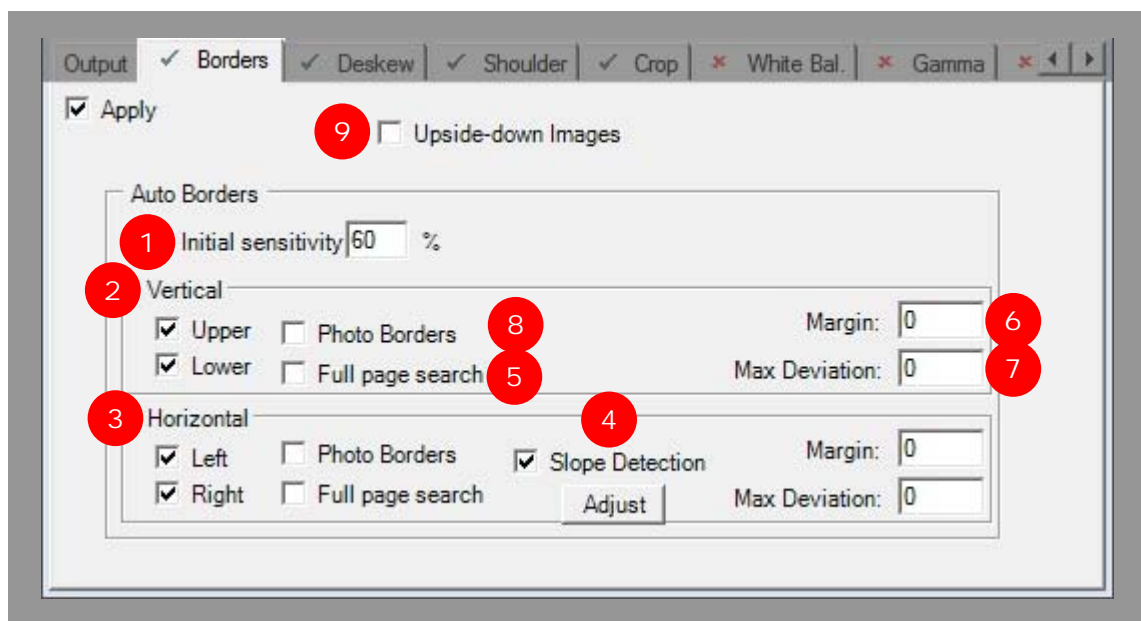 Output Borders Deskew Shoulder Crop White Bal. Gamma
Apply
9 Upside-down Images
Auto Borders
1 Initial sensitivity 60 %
2 Vertical
Upper Photo Borders 8 Margin: 0 6
Lower Full page search 5 Max Deviation: 0 7
3 Horizontal 4
Left Photo Borders Slope Detection Margin: 0
Right Full page search Adjust Max Deviation: 0